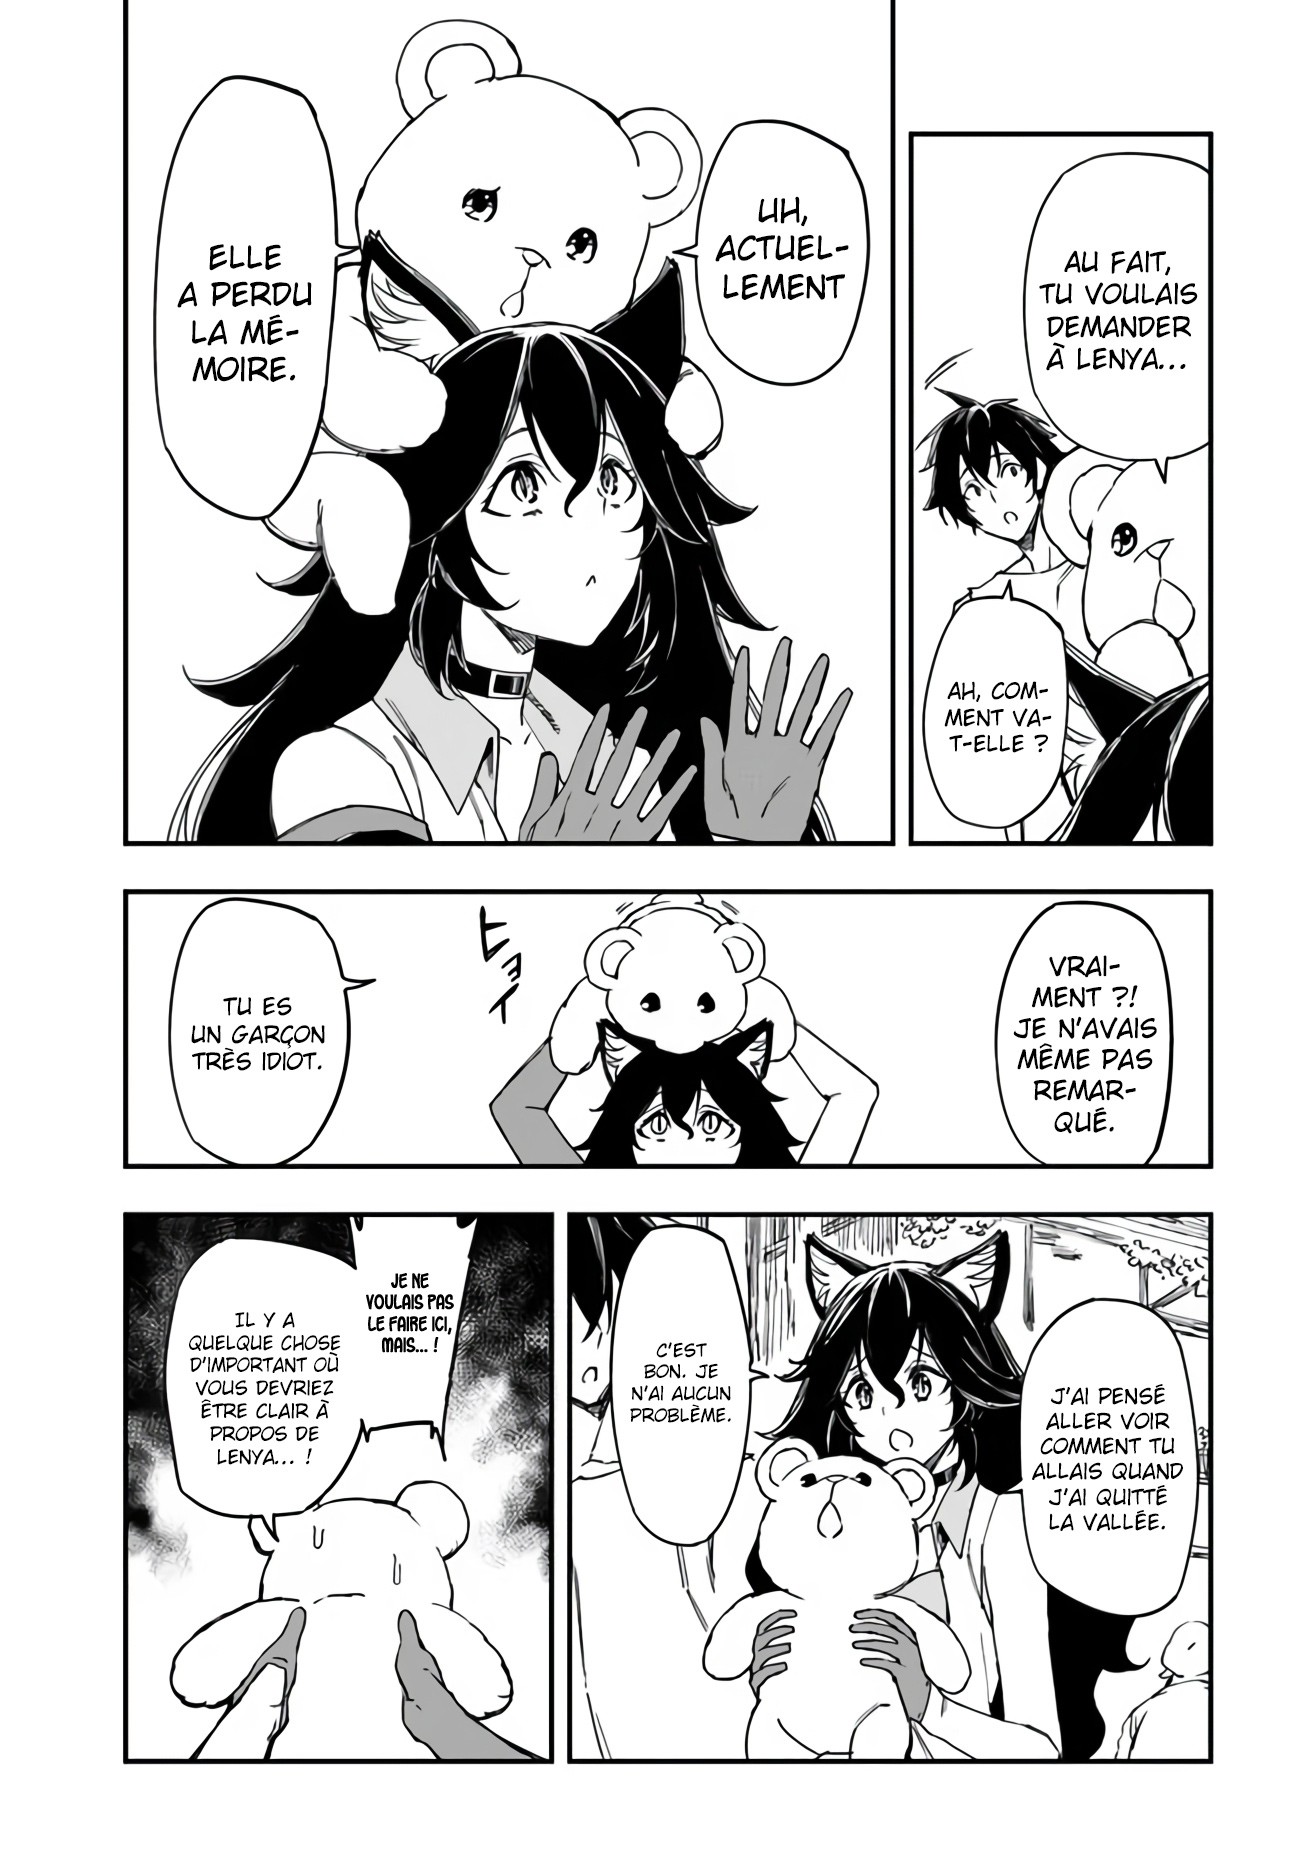 AU FAIT,
TU VOULAIS
DEMANDER
À LENYA...
AH, COM-
MENT VA-
T-ELLE ?
UH,
ACTUEL-
LEMENT
ELLE
A PERDU
LA MÉ-
MOIRE.
VRAI-
MENT ?!
JE N'AVAIS
MÊME PAS
REMAR-
QUÉ.
ヒョイ
TU ES
UN GARÇON
TRÈS IDIOT.
J'AI PENSÉ
ALLER VOIR
COMMENT TU
ALLAIS QUAND
J'AI QUITTÉ
LA VALLÉE.
C'EST
BON. JE
N'AI AUCUN
PROBLÈME.
JE NE
VOULAIS PAS
LE FAIRE ICI,
MAIS... !
IL Y A
QUELQUE CHOSE
D'IMPORTANT OÙ
VOUS DEVRIEZ
ÊTRE CLAIR À
PROPOS DE
LENYA... !